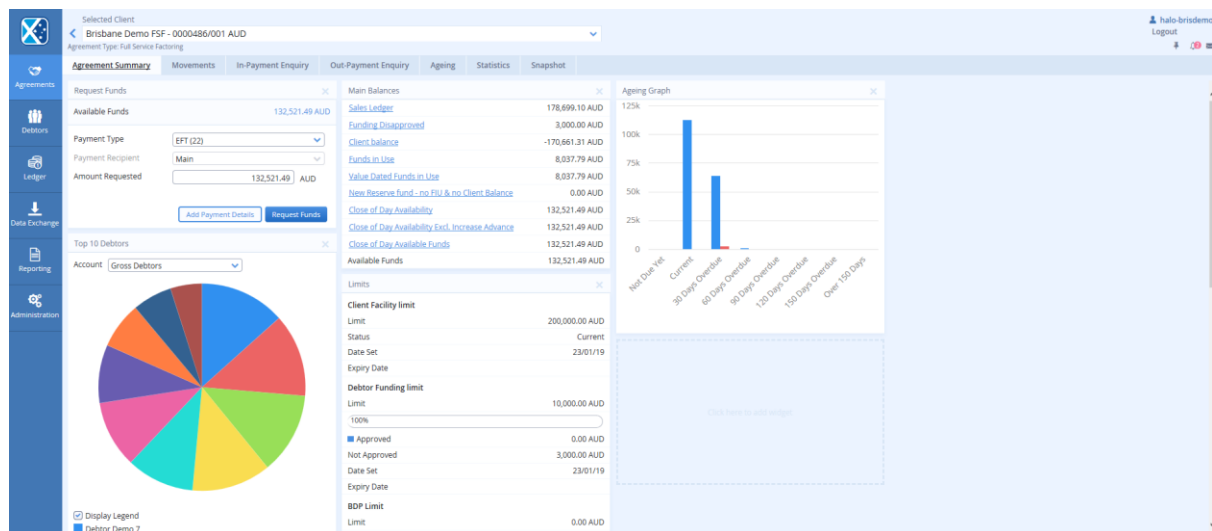 Selected Client
Brisbane Demo FSF - 0000486/001 AUD
Agreement Type: Full Service Factoring
halo-brisdemo
Logout
Agreements
Debtors
Ledger
Data Exchange
Reporting
Administration
Agreement Summary Movements In-Payment Enquiry Out-Payment Enquiry Ageing Statistics Snapshot
Request Funds
Available Funds 132,521.49 AUD
Payment Type EFT (22)
Payment Recipient Main
Amount Requested 132,521.49 AUD
Add Payment Details Request Funds
Top 10 Debtors
Account Gross Debtors
Display Legend
Debtor Demo 7
Main Balances
Sales Ledger 178,699.10 AUD
Funding Disapproved 3,000.00 AUD
Client balance -170,661.31 AUD
Funds in Use 8,037.79 AUD
Value Dated Funds in Use 8,037.79 AUD
New Reserve fund - no FIU & no Client Balance 0.00 AUD
Close of Day Availability 132,521.49 AUD
Close of Day Availability Excl. Increase Advance 132,521.49 AUD
Close of Day Available Funds 132,521.49 AUD
Available Funds 132,521.49 AUD
Limits
Client Facility limit
Limit 200,000.00 AUD
Status Current
Date Set 23/01/19
Expiry Date
Debtor Funding limit
Limit 10,000.00 AUD
100%
Approved 0.00 AUD
Not Approved 3,000.00 AUD
Date Set 23/01/19
Expiry Date
BDP Limit
Limit 0.00 AUD
Ageing Graph
125k
100k
75k
50k
25k
0
Not Due Yet
Current
30 Days Overdue
60 Days Overdue
90 Days Overdue
120 Days Overdue
150 Days Overdue
Over 150 Days
Click here to add widget